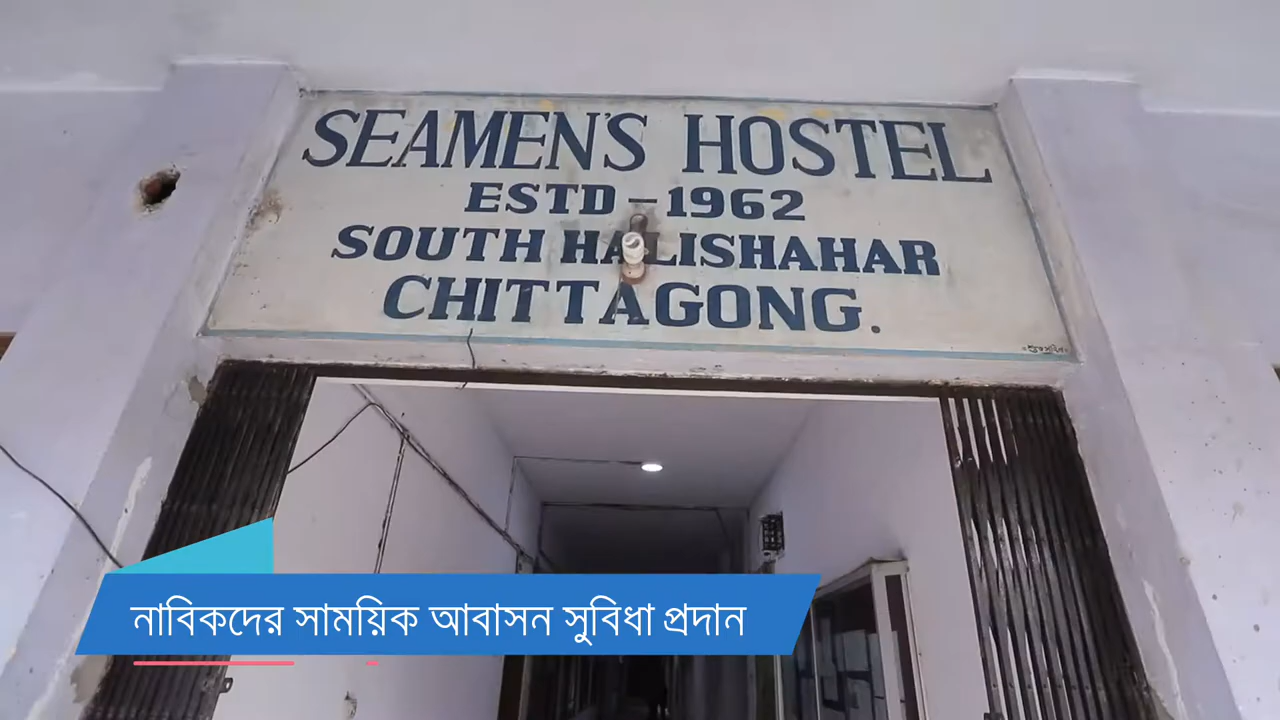 SEAMEN'S HOSTEL
ESTD – 1962
SOUTH HALISHAHAR
CHITTAGONG.
নাবিকদের সাময়িক আবাসন সুবিধা প্রদান